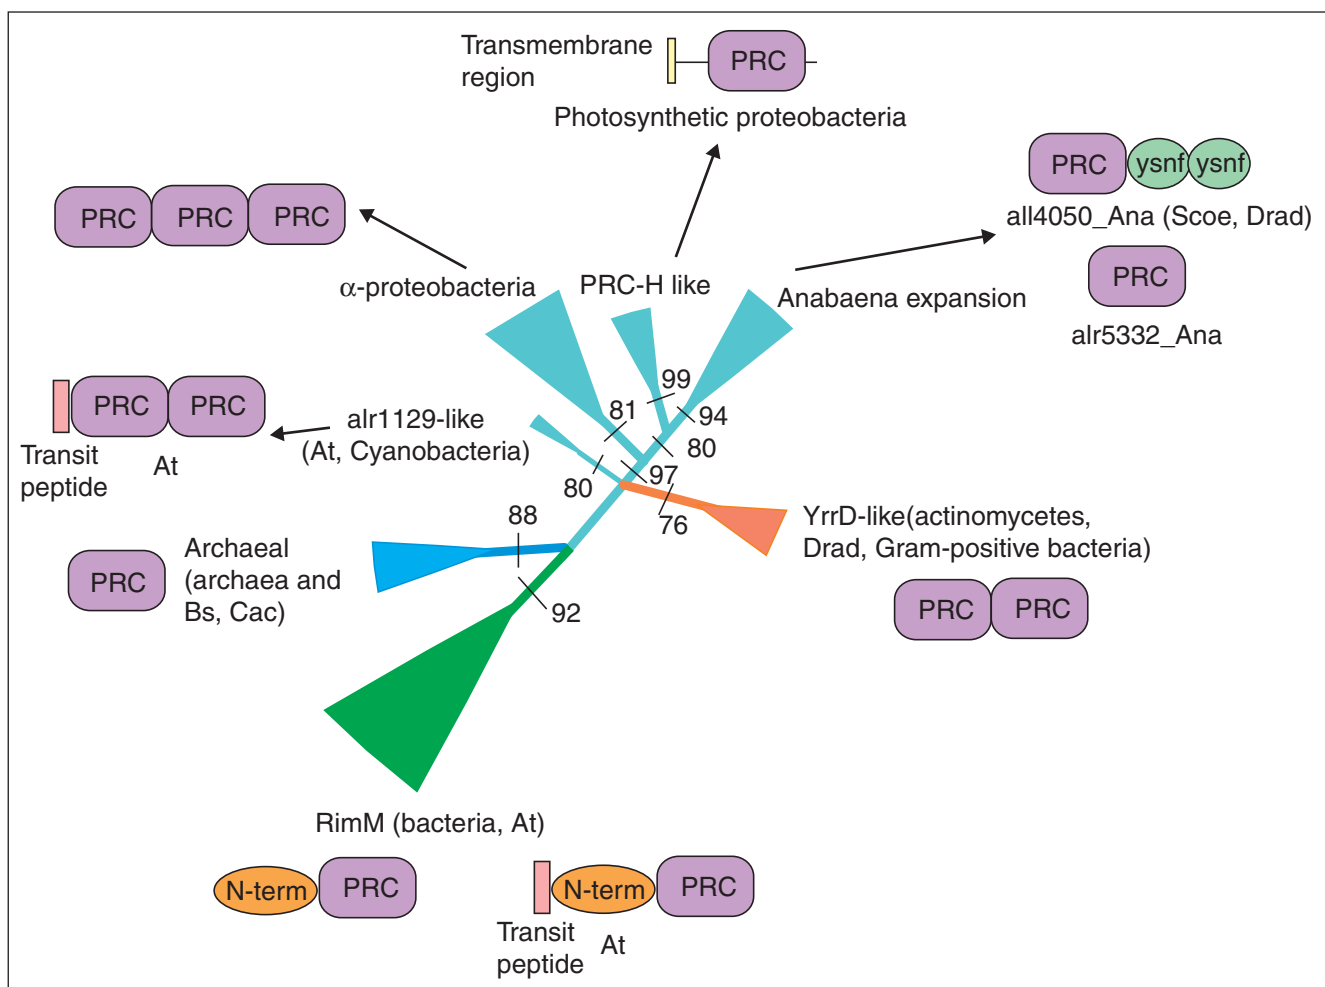 Transmembrane
region
PRC
Photosynthetic proteobacteria
PRC ysnf ysnf
all4050_Ana (Scoe, Drad)
PRC
alr5332_Ana
PRC PRC PRC
α-proteobacteria
PRC-H like
Anabaena expansion
99
81
94
80
97
80
76
PRC PRC
Transit
peptide
At
alr1129-like
(At, Cyanobacteria)
YrrD-like(actinomycetes,
Drad, Gram-positive bacteria)
PRC PRC
88
PRC
Archaeal
(archaea and
Bs, Cac)
92
RimM (bacteria, At)
N-term PRC
N-term PRC
Transit
peptide
At